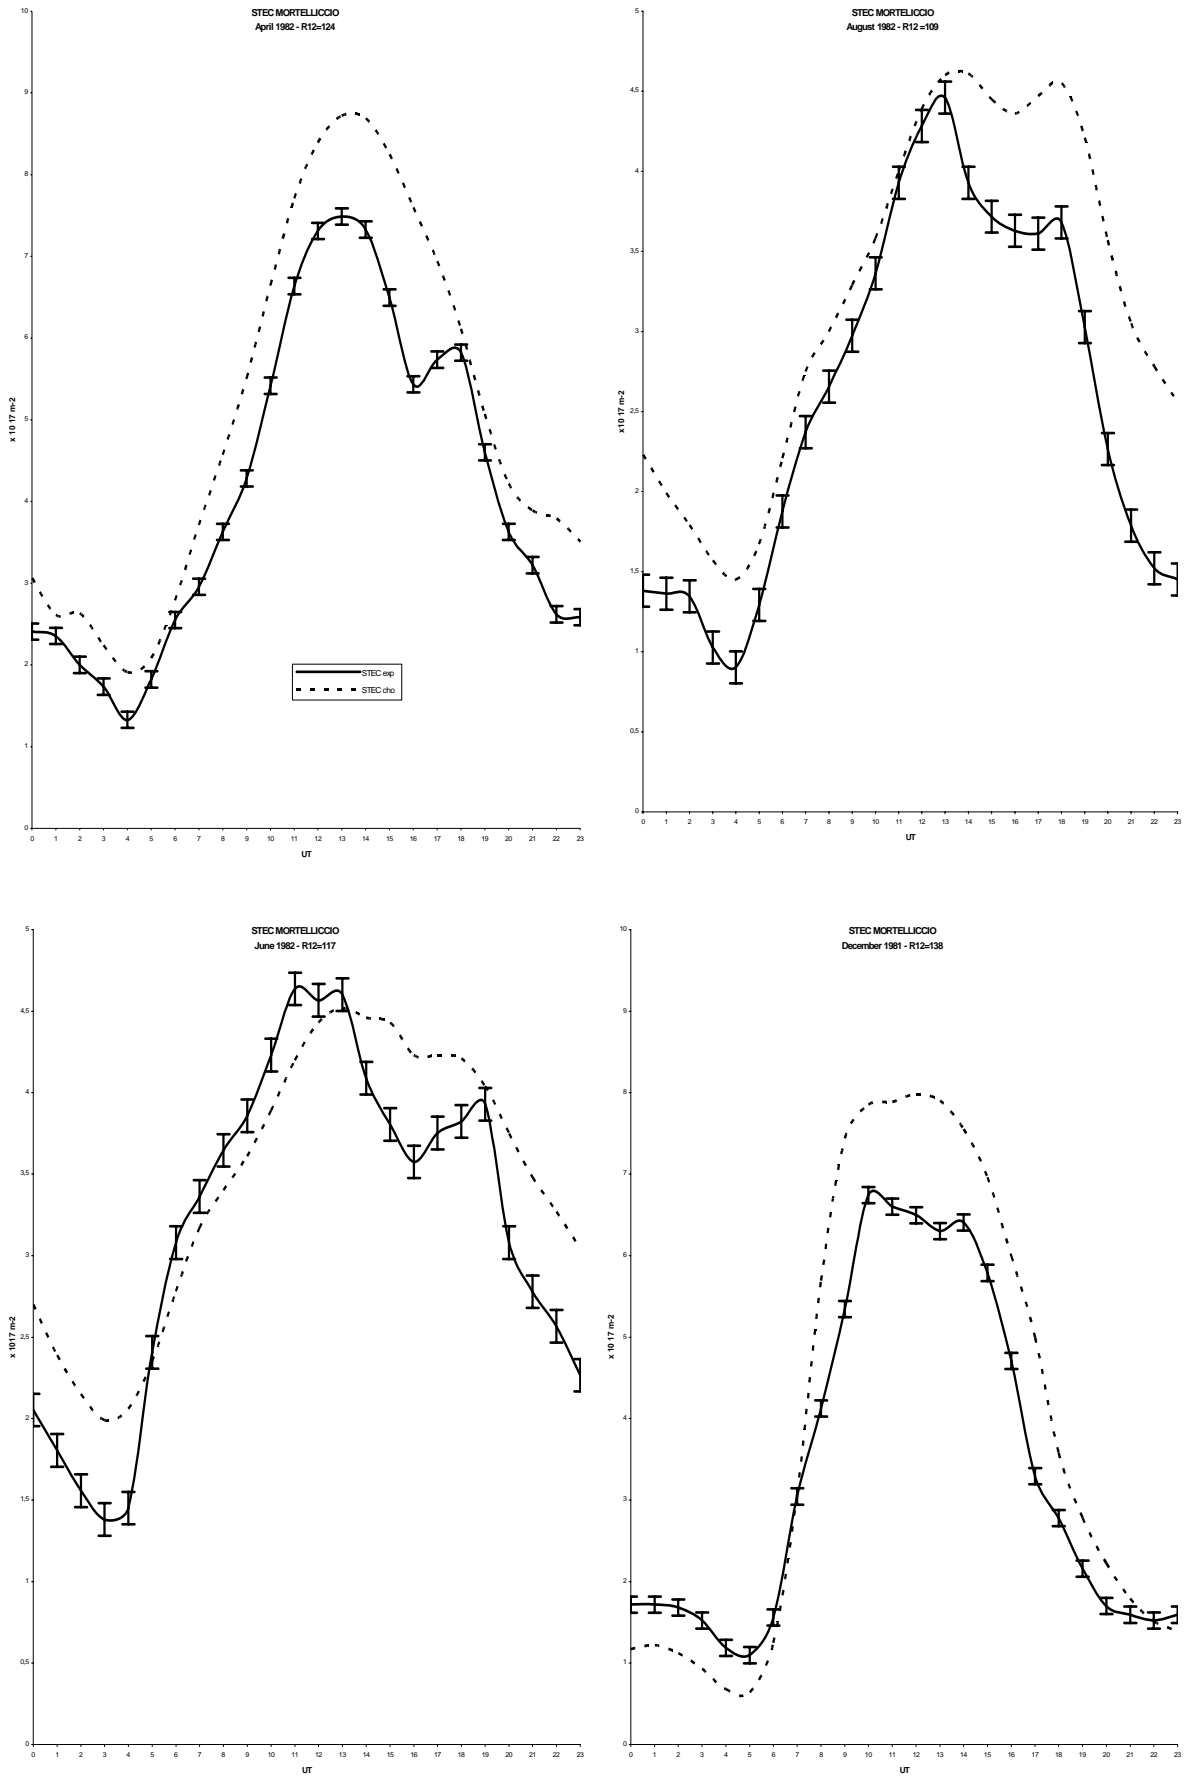 STEC MORTELLICCIO
April 1982 - R12=124
10
9
8
7
6
5
4
3
2
1
0
x 10 17 m-2
STEC exp
STEC cho
0 1 2 3 4 5 6 7 8 9 10 11 12 13 14 15 16 17 18 19 20 21 22 23
UT
STEC MORTELLICCIO
August 1982 - R12 =109
5
4,5
4
3,5
3
2,5
2
1,5
1
0,5
0
x10 17 m-2
0 1 2 3 4 5 6 7 8 9 10 11 12 13 14 15 16 17 18 19 20 21 22 23
UT
STEC MORTELLICCIO
June 1982 - R12=117
5
4,5
4
3,5
3
2,5
2
1,5
1
0,5
0
x 1017 m-2
0 1 2 3 4 5 6 7 8 9 10 11 12 13 14 15 16 17 18 19 20 21 22 23
UT
STEC MORTELLICCIO
December 1981 - R12=138
10
9
8
7
6
5
4
3
2
1
0
x 10 17 m-2
0 1 2 3 4 5 6 7 8 9 10 11 12 13 14 15 16 17 18 19 20 21 22 23
UT